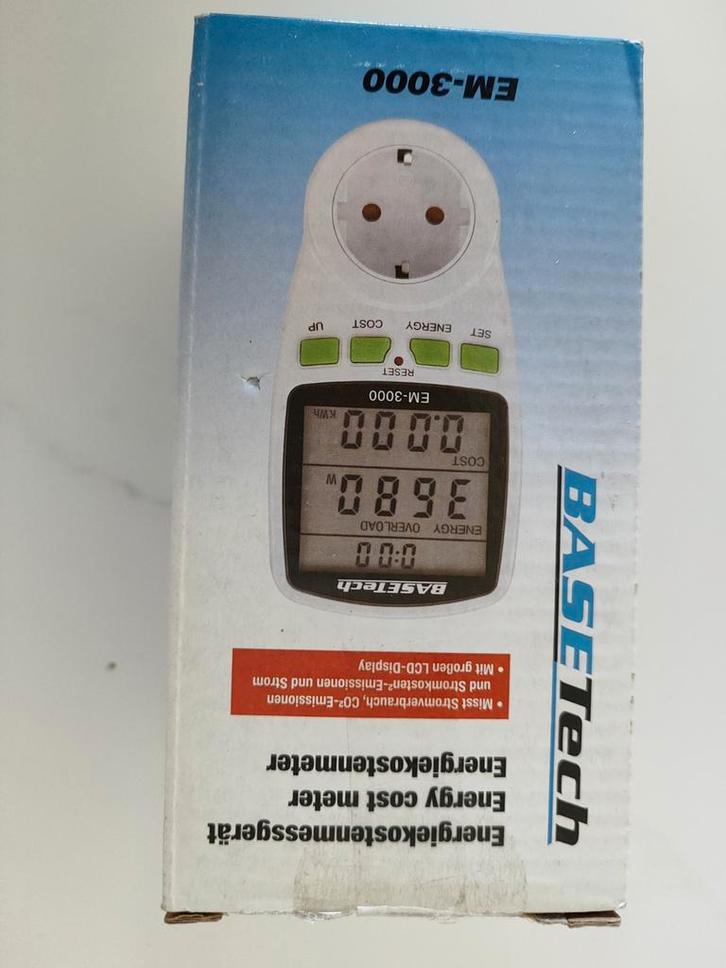 Energiekostenmessgerät
Energy cost meter
Energiekostenmeter
• Misst Stromverbrauch, CO²-Emissionen
und Stromkosten²-Emissionen und Strom
• Mit großen LCD-Display
BASETech
BASETech
0:00
ENERGY OVERLOAD
3680 W
COST
0.000 KWh
EM-3000
RESET
SET ENERGY COST UP
EM-3000